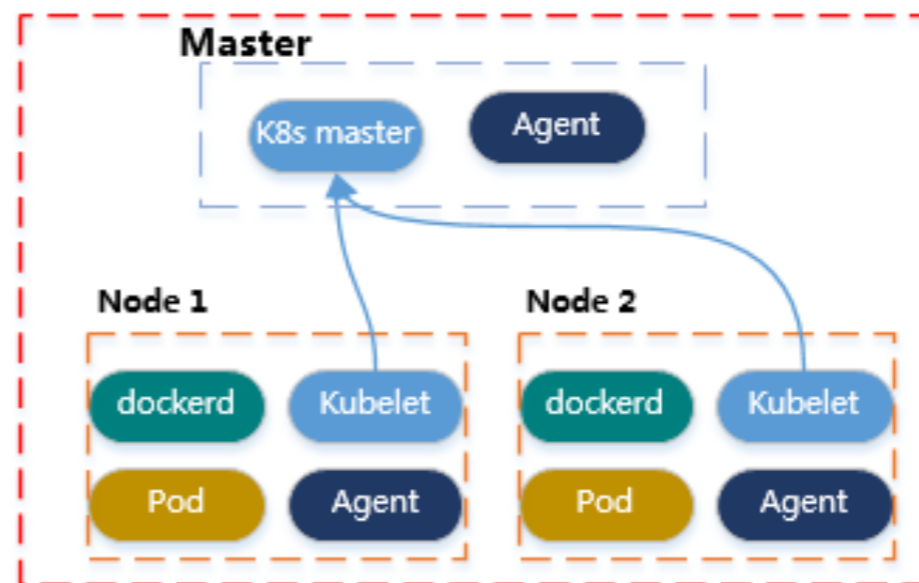 Master
K8s master
Agent
Node 1
Node 2
dockerd
Kubelet
dockerd
Kubelet
Pod
Agent
Pod
Agent